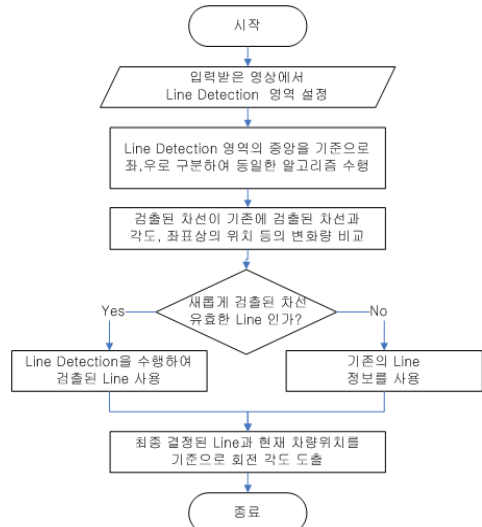 시작
입력받은 영상에서
Line Detection 영역 설정
Line Detection 영역의 중앙을 기준으로
좌,우로 구분하여 동일한 알고리즘 수행
검출된 차선이 기존에 검출된 차선과
각도, 좌표상의 위치 등의 변화량 비교
새롭게 검출된 차선
유효한 Line 인가?
Yes
No
Line Detection을 수행하여
검출된 Line 사용
기존의 Line
정보를 사용
최종 결정된 Line과 현재 차량위치를
기준으로 회전 각도 도출
종료